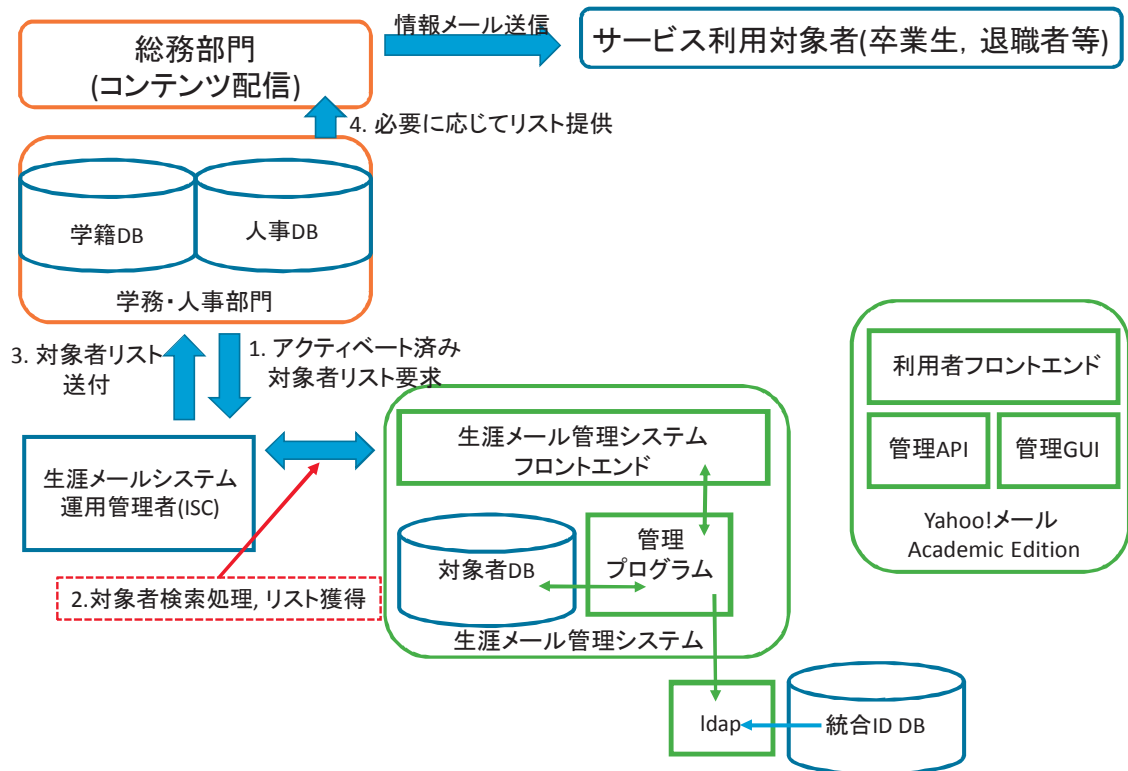 情報メール送信
総務部門
(コンテンツ配信)
サービス利用対象者(卒業生，退職者等)
4. 必要に応じてリスト提供
学籍DB
人事DB
学務・人事部門
3. 対象者リスト
送付
1. アクティベート済み
対象者リスト要求
生涯メールシステム
運用管理者(ISC)
生涯メール管理システム
フロントエンド
対象者DB
管理
プログラム
2.対象者検索処理, リスト獲得
生涯メール管理システム
ldap
統合ID DB
利用者フロントエンド
管理API
管理GUI
Yahoo!メール
Academic Edition